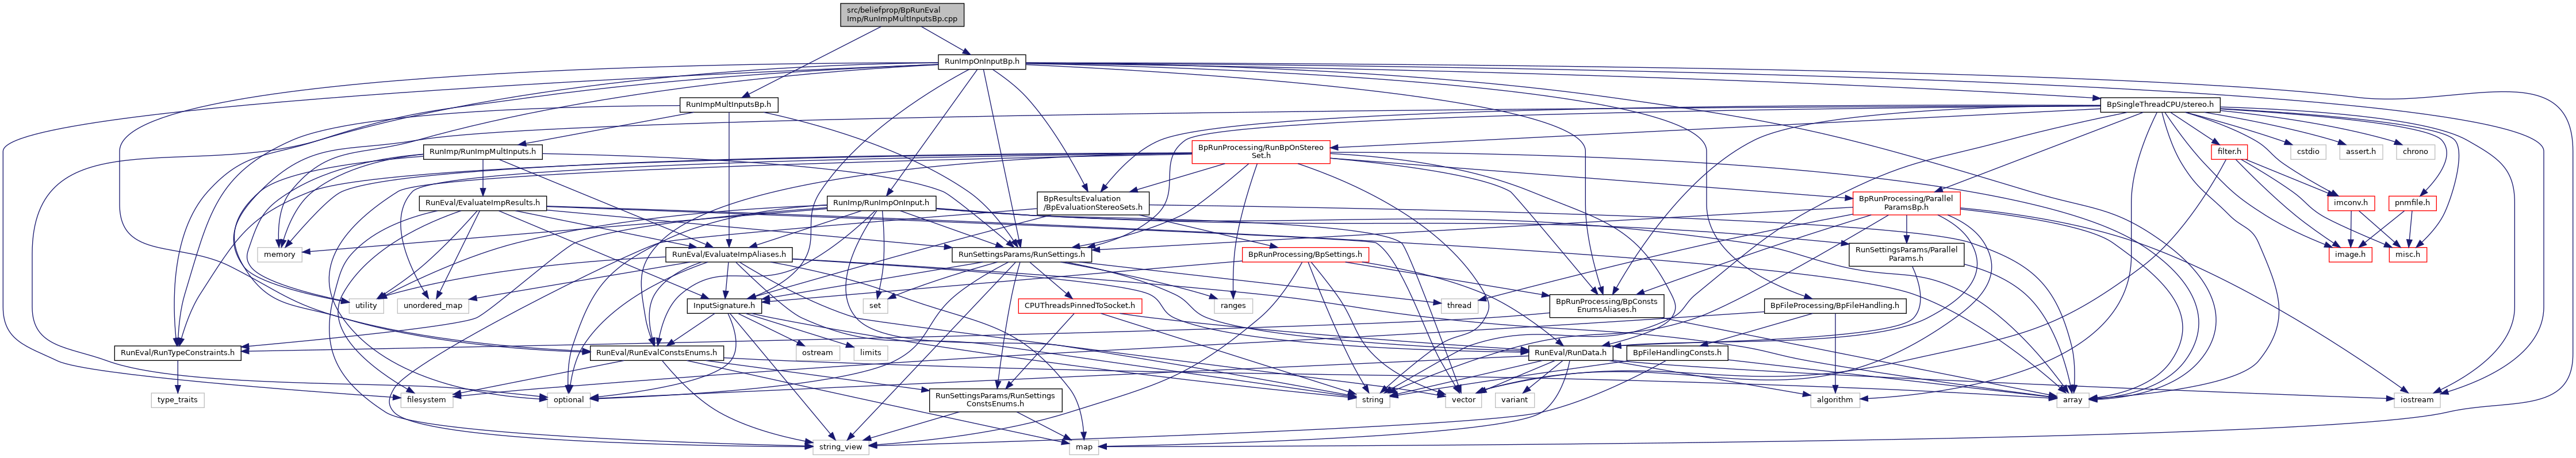 src/beliefprop/BpRunEval
Imp/RunImpMultInputsBp.cpp
RunImpOnInputBp.h
RunImpMultInputsBp.h
BpSingleThreadCPU/stereo.h
RunImp/RunImpMultInputs.h
BpRunProcessing/RunBpOnStereo
Set.h
filter.h
cstdio
assert.h
chrono
RunEval/EvaluateImpResults.h
RunImp/RunImpOnInput.h
BpResultsEvaluation
/BpEvaluationStereoSets.h
BpRunProcessing/Parallel
ParamsBp.h
imconv.h
pnmfile.h
memory
RunEval/EvaluateImpAliases.h
RunSettingsParams/RunSettings.h
BpRunProcessing/BpSettings.h
RunSettingsParams/Parallel
Params.h
image.h
misc.h
utility
unordered_map
InputSignature.h
set
CPUThreadsPinnedToSocket.h
ranges
thread
BpRunProcessing/BpConsts
EnumsAliases.h
BpFileProcessing/BpFileHandling.h
RunEval/RunTypeConstraints.h
RunEval/RunEvalConstsEnums.h
ostream
limits
RunEval/RunData.h
BpFileHandlingConsts.h
type_traits
filesystem
optional
RunSettingsParams/RunSettings
ConstsEnums.h
string
vector
variant
algorithm
array
iostream
string_view
map